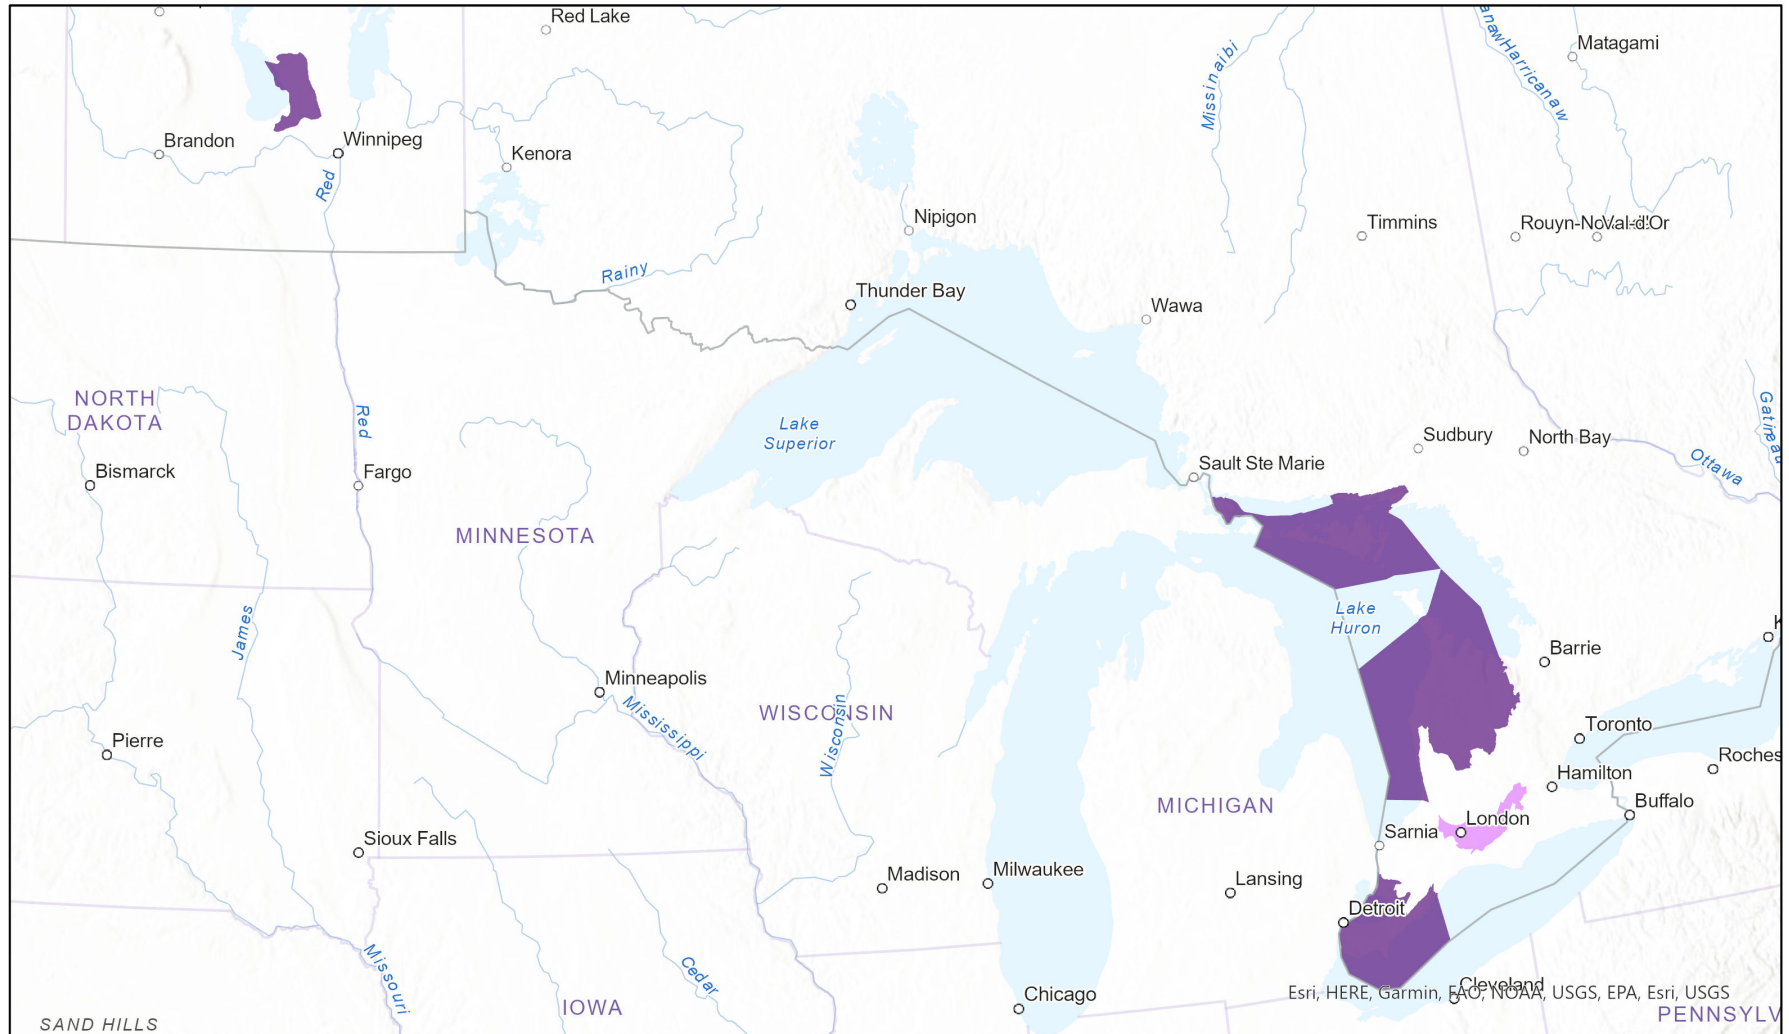 Red Lake
Missinaibi
Harricanaw
Matagami
Brandon
Winnipeg
Kenora
Red
Nipigon
Timmins
Rouyn-No
Val-d'Or
Rainy
Thunder Bay
Wawa
NORTH
DAKOTA
Red
Lake
Superior
Gatineau
Sudbury
North Bay
Bismarck
Fargo
Sault Ste Marie
Ottawa
MINNESOTA
James
Lake
Huron
K
Barrie
Minneapolis
Mississippi
WISCONSIN
Wisconsin
Pierre
Toronto
Roches
Hamilton
MICHIGAN
Buffalo
Sioux Falls
Sarnia
London
Madison
Milwaukee
Lansing
Detroit
Missouri
Cedar
Chicago
Cleveland
Esri, HERE, Garmin, FAO, NOAA, USGS, EPA, Esri, USGS
IOWA
PENNSYLV
SAND HILLS